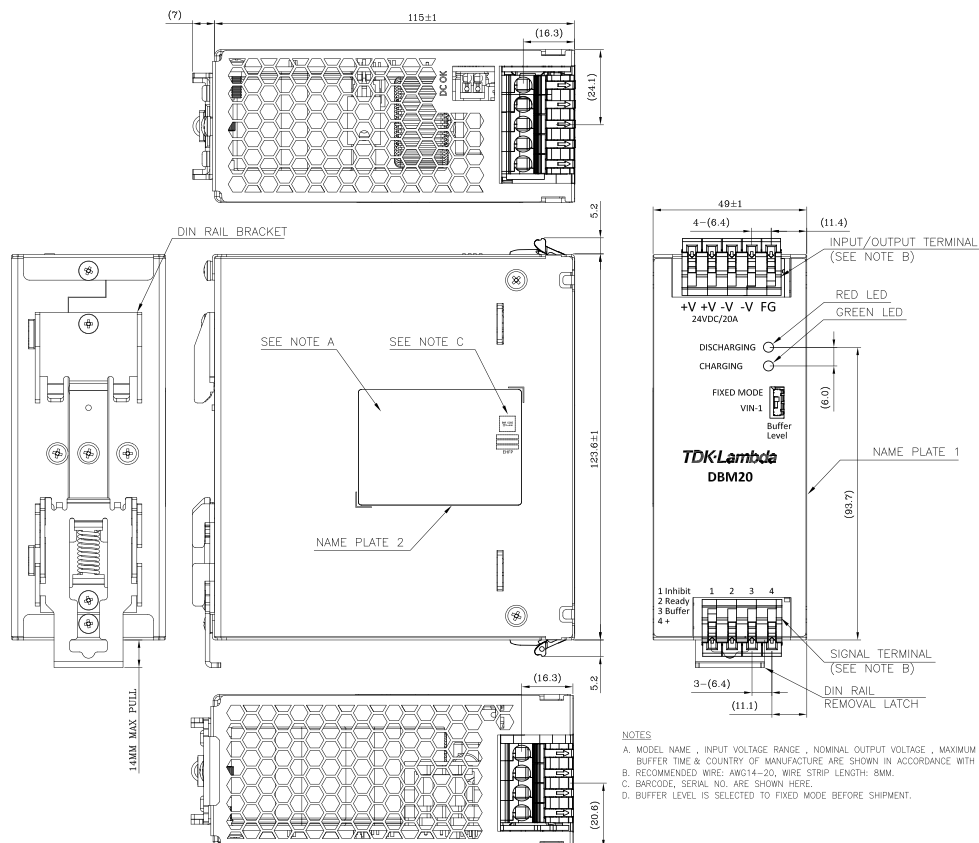 (7)
115±1
(16.3)
(24.1)
DC OK
5.2
49±1
4-(6.4)
(11.4)
DIN RAIL BRACKET
INPUT/OUTPUT TERMINAL
(SEE NOTE B)
+V +V -V -V FG
24VDC/20A
RED LED
GREEN LED
DISCHARGING
CHARGING
(6.0)
SEE NOTE A
SEE NOTE C
FIXED MODE
VIN-1
Buffer
Level
TDK·Lambda
DBM20
NAME PLATE 1
123.6±1
(93.7)
NAME PLATE 2
1 Inhibit
2 Ready
3 Buffer
4 +
1 2 3 4
SIGNAL TERMINAL
(SEE NOTE B)
3-(6.4)
DIN RAIL
REMOVAL LATCH
(11.1)
14MM MAX PULL
5.2
(16.3)
(20.6)
NOTES
A. MODEL NAME , INPUT VOLTAGE RANGE , NOMINAL OUTPUT VOLTAGE , MAXIMUM
BUFFER TIME & COUNTRY OF MANUFACTURE ARE SHOWN IN ACCORDANCE WITH
B. RECOMMENDED WIRE: AWG14-20, WIRE STRIP LENGTH: 8MM.
C. BARCODE, SERIAL NO. ARE SHOWN HERE.
D. BUFFER LEVEL IS SELECTED TO FIXED MODE BEFORE SHIPMENT.